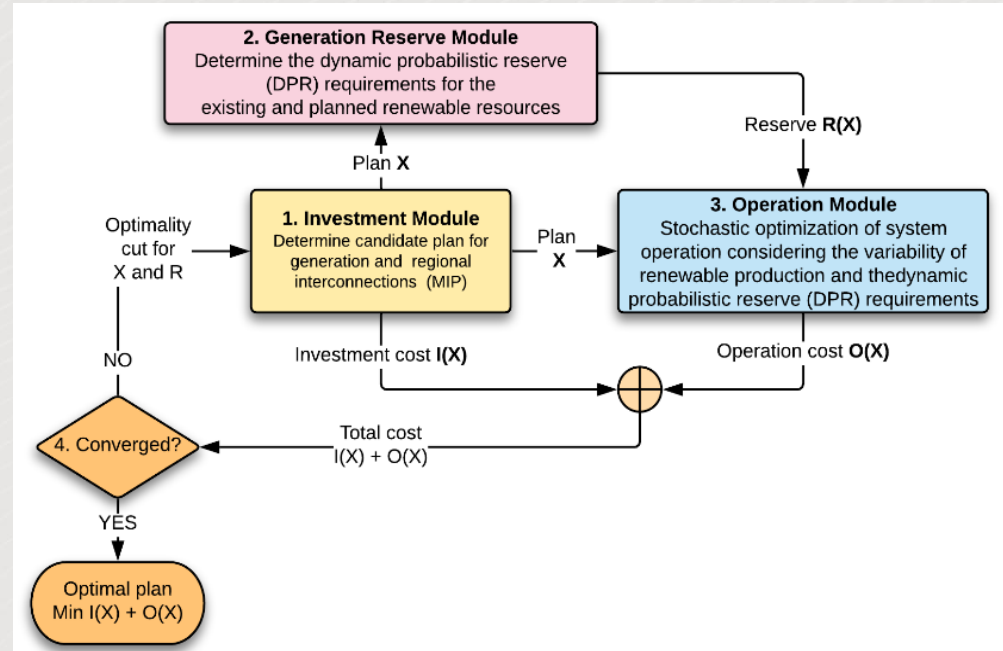 2. Generation Reserve Module
Determine the dynamic probabilistic reserve
(DPR) requirements for the
existing and planned renewable resources
Reserve R(X)
Plan X
Optimality
cut for
X and R
1. Investment Module
Determine candidate plan for
generation and regional
interconnections (MIP)
Plan
X
3. Operation Module
Stochastic optimization of system
operation considering the variability of
renewable production and thedynamic
probabilistic reserve (DPR) requirements
Investment cost I(X)
Operation cost O(X)
NO
4. Converged?
Total cost
I(X) + O(X)
YES
Optimal plan
Min I(X) + O(X)